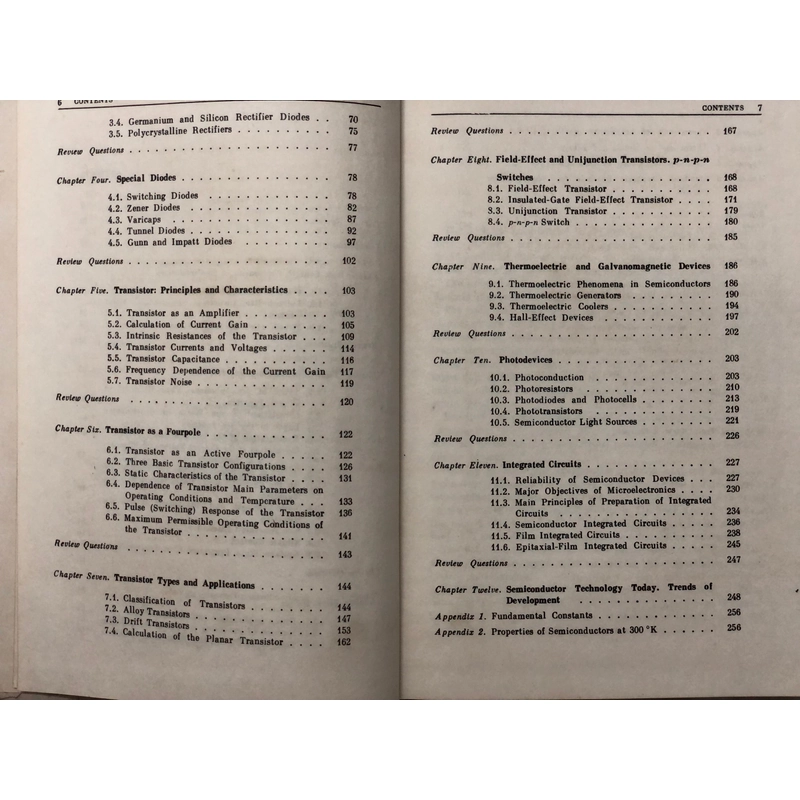 6 CONTENTS
3.4. Germanium and Silicon Rectifier Diodes . . 70
3.5. Polycrystalline Rectifiers . . . . . . . . . . 75
Review Questions . . . . . . . . . . . . . . . . . . . . . 77
Chapter Four. Special Diodes . . . . . . . . . . . . . . . 78
4.1. Switching Diodes . . . . . . . . . . . . . 78
4.2. Zener Diodes . . . . . . . . . . . . . . . 82
4.3. Varicaps . . . . . . . . . . . . . . . . . 87
4.4. Tunnel Diodes . . . . . . . . . . . . . . 92
4.5. Gunn and Impatt Diodes . . . . . . . . . 97
Review Questions . . . . . . . . . . . . . . . . . . . . . 102
Chapter Five. Transistor: Principles and Characteristics . . . . 103
5.1. Transistor as an Amplifier . . . . . . . . . 103
5.2. Calculation of Current Gain . . . . . . . . 105
5.3. Intrinsic Resistances of the Transistor . . . 109
5.4. Transistor Currents and Voltages . . . . . . 114
5.5. Transistor Capacitance . . . . . . . . . . . 116
5.6. Frequency Dependence of the Current Gain 117
5.7. Transistor Noise . . . . . . . . . . . . . . 119
Review Questions . . . . . . . . . . . . . . . . . . . . 120
Chapter Six. Transistor as a Fourpole . . . . . . . . . . . . 122
6.1. Transistor as an Active Fourpole . . . . . 122
6.2. Three Basic Transistor Configurations . . . . 126
6.3. Static Characteristics of the Transistor . . . . 131
6.4. Dependence of Transistor Main Parameters on
Operating Conditions and Temperature . . . 133
6.5. Pulse (Switching) Response of the Transistor 136
6.6. Maximum Permissible Operating Conditions of
the Transistor . . . . . . . . . . . . . . . 141
Review Questions . . . . . . . . . . . . . . . . . . . . 143
Chapter Seven. Transistor Types and Applications . . . . . . . 144
7.1. Classification of Transistors . . . . . . . . 144
7.2. Alloy Transistors . . . . . . . . . . . . . . 147
7.3. Drift Transistors . . . . . . . . . . . . . . 153
7.4. Calculation of the Planar Transistor . . . . 162
CONTENTS 7
Review Questions . . . . . . . . . . . . . . . . . . . . . 167
Chapter Eight. Field-Effect and Unijunction Transistors. p-n-p-n
Switches . . . . . . . . . . . . . . . . . 168
8.1. Field-Effect Transistor . . . . . . . . . . . 168
8.2. Insulated-Gate Field-Effect Transistor . . . . 171
8.3. Unijunction Transistor . . . . . . . . . . . 179
8.4. p-n-p-n Switch . . . . . . . . . . . . . . . 180
Review Questions . . . . . . . . . . . . . . . . . . . . . 185
Chapter Nine. Thermoelectric and Galvanomagnetic Devices 186
9.1. Thermoelectric Phenomena in Semiconductors 186
9.2. Thermoelectric Generators . . . . . . . . . 190
9.3. Thermoelectric Coolers . . . . . . . . . . . 194
9.4. Hall-Effect Devices . . . . . . . . . . . . 197
Review Questions . . . . . . . . . . . . . . . . . . . . . 202
Chapter Ten. Photodevices . . . . . . . . . . . . . . . . . 203
10.1. Photoconduction . . . . . . . . . . . . . 203
10.2. Photoresistors . . . . . . . . . . . . . . . 210
10.3. Photodiodes and Photocells . . . . . . . . 213
10.4. Phototransistors . . . . . . . . . . . . . . 219
10.5. Semiconductor Light Sources . . . . . . . . 221
Review Questions . . . . . . . . . . . . . . . . . . . . . 226
Chapter Eleven. Integrated Circuits . . . . . . . . . . . . . . 227
11.1. Reliability of Semiconductor Devices . . . 227
11.2. Major Objectives of Microelectronics . . . . 230
11.3. Main Principles of Preparation of Integrated
Circuits . . . . . . . . . . . . . . . . . 234
11.4. Semiconductor Integrated Circuits . . . . . 236
11.5. Film Integrated Circuits . . . . . . . . . . 238
11.6. Epitaxial-Film Integrated Circuits . . . . . 245
Review Questions . . . . . . . . . . . . . . . . . . . . . 247
Chapter Twelve. Semiconductor Technology Today. Trends of
Development . . . . . . . . . . . . . . . 248
Appendix 1. Fundamental Constants . . . . . . . . . . . . . 256
Appendix 2. Properties of Semiconductors at 300 °K . . . . . . 256